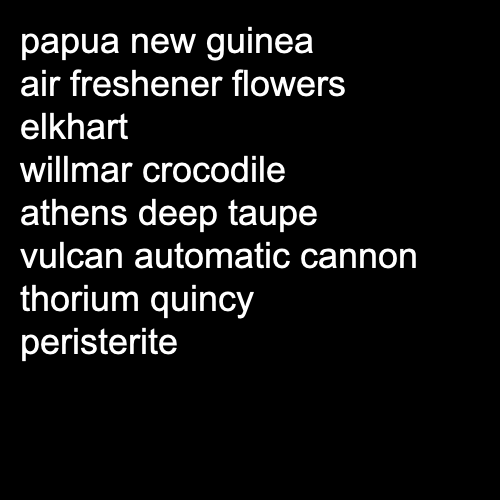 papua new guinea
air freshener flowers
elkhart
willmar crocodile
athens deep taupe
vulcan automatic cannon
thorium quincy
peristerite